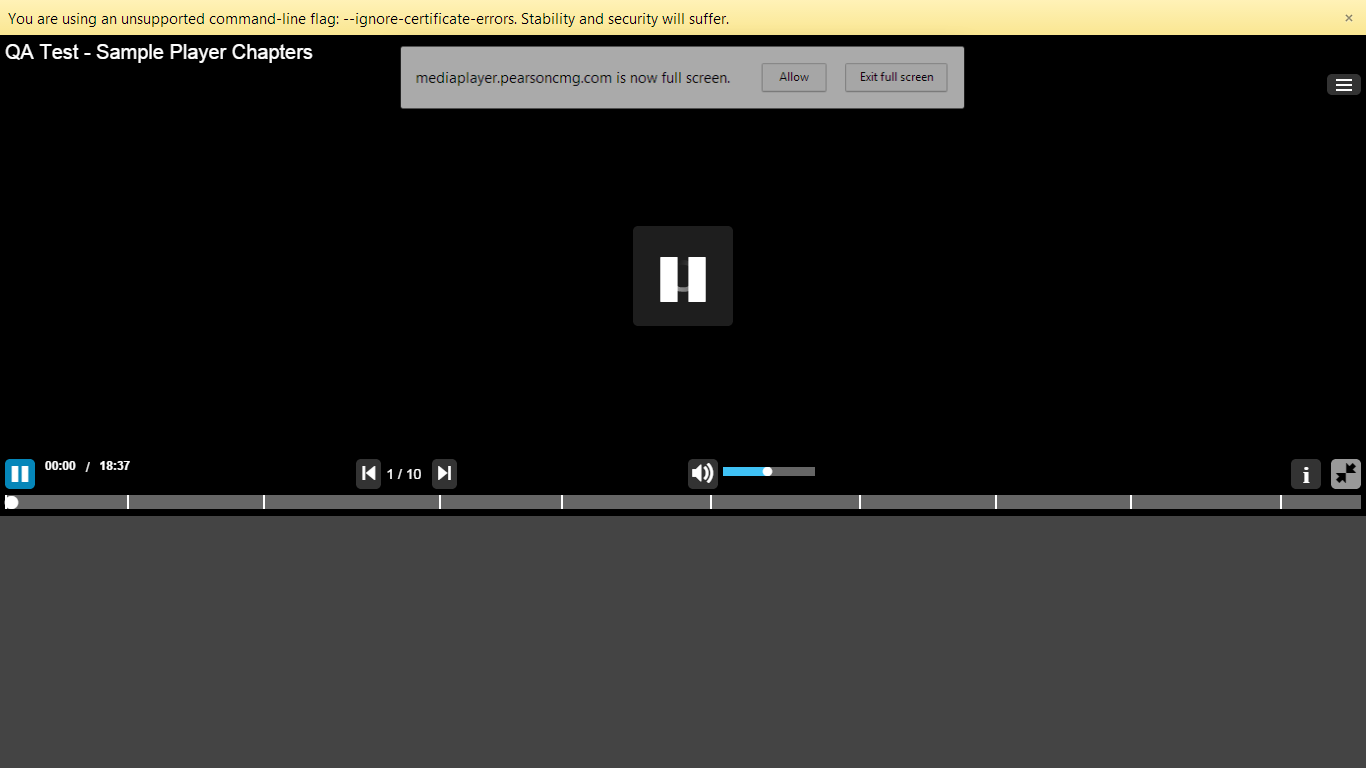 You are using an unsupported command-line flag: --ignore-certificate-errors. Stability and security will suffer.
QA Test - Sample Player Chapters
mediaplayer.pearsoncmg.com is now full screen. Allow Exit full screen
00:00 / 18:37 1 / 10 i